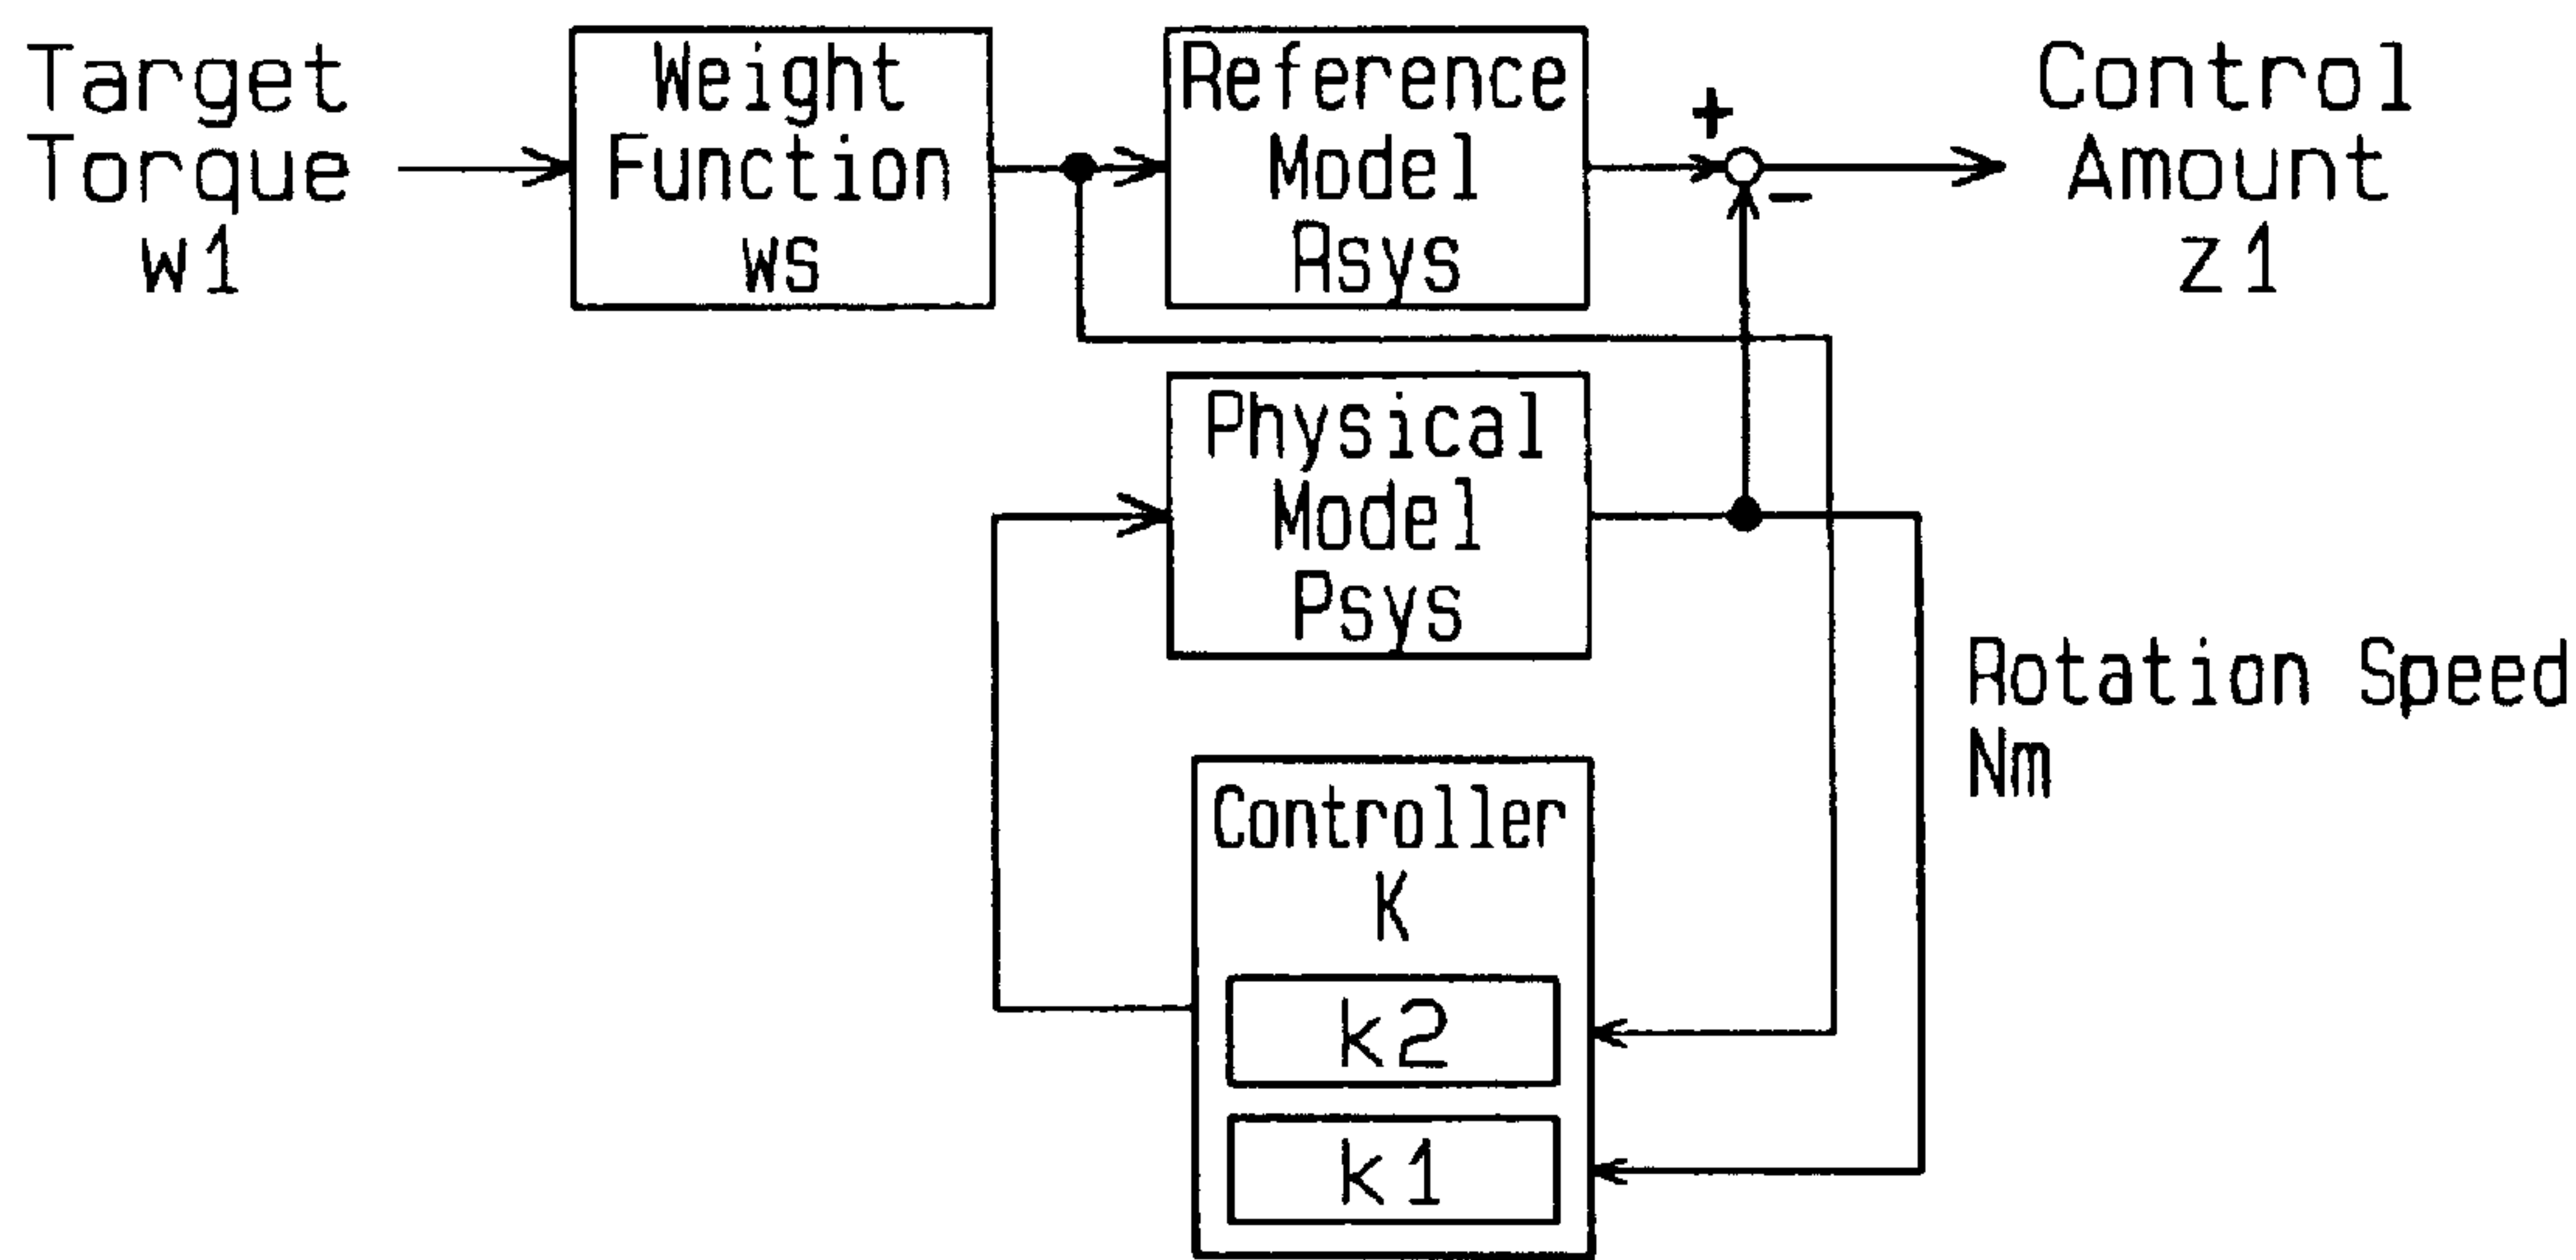 Target
Torque
w1
Weight
Function
Ws
Reference
Model
Rsys
+
−
Control
Amount
z1
Physical
Model
Psys
Rotation Speed
Nm
Controller
K
k2
k1